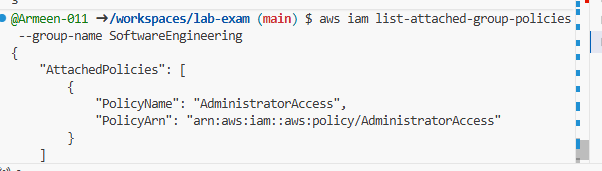 @Armeen-011 ➜/workspaces/lab-exam (main) $ aws iam list-attached-group-policies
--group-name SoftwareEngineering
{
    "AttachedPolicies": [
        {
            "PolicyName": "AdministratorAccess",
            "PolicyArn": "arn:aws:iam::aws:policy/AdministratorAccess"
        }
    ]